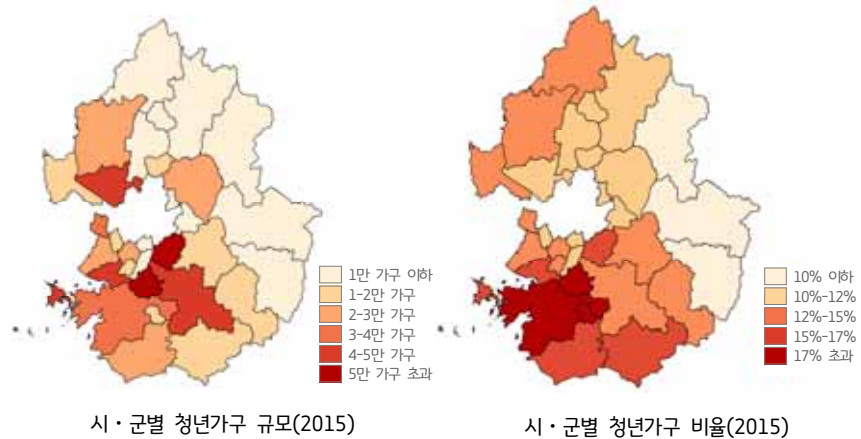 1만 가구 이하
1-2만 가구
2-3만 가구
3-4만 가구
4-5만 가구
5만 가구 초과
시・군별 청년가구 규모(2015)
10% 이하
10%-12%
12%-15%
15%-17%
17% 초과
시・군별 청년가구 비율(2015)